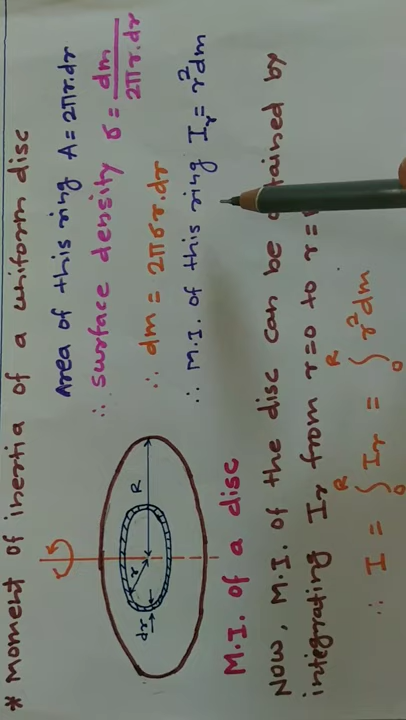 * Moment of inertia of a uniform disc
Area of this ring A = 2πr.dr
∴ surface density σ = dm / 2πr.dr
∴ dm = 2πσr.dr
∴ M.I. of this ring Iᵣ = r²dm
R
r
dr
M.I. of a disc
Now, M.I. of the disc can be by
integrating Iᵣ from r=0 to r=
∴ I = ∫₀ᴿ Iᵣ = ∫₀ᴿ r²dm